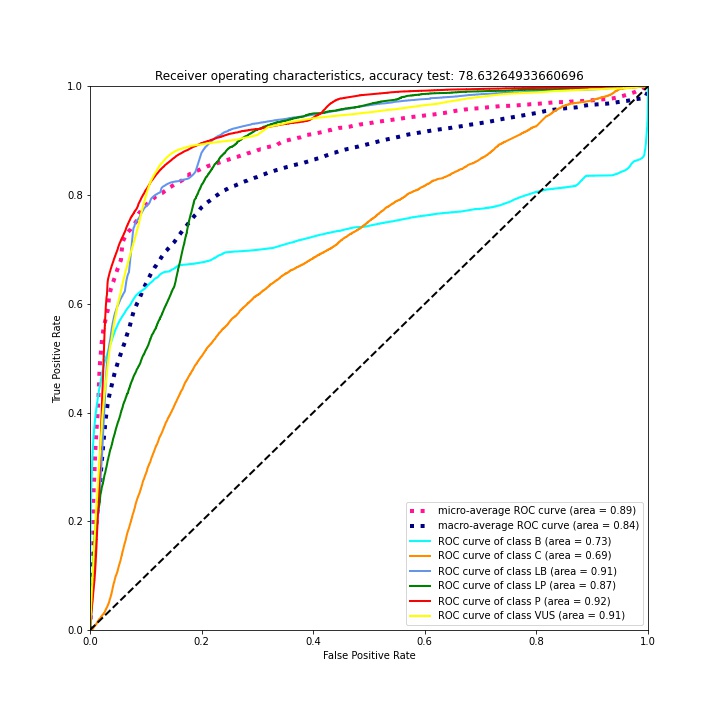 Receiver operating characteristics, accuracy test: 78.63264933660696
1.0
0.8
0.6
0.4
0.2
0.0
True Positive Rate
micro-average ROC curve (area = 0.89)
macro-average ROC curve (area = 0.84)
ROC curve of class B (area = 0.73)
ROC curve of class C (area = 0.69)
ROC curve of class LB (area = 0.91)
ROC curve of class LP (area = 0.87)
ROC curve of class P (area = 0.92)
ROC curve of class VUS (area = 0.91)
0.0 0.2 0.4 0.6 0.8 1.0
False Positive Rate